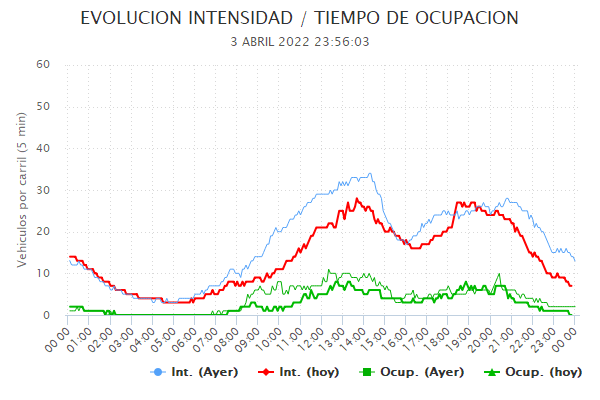 EVOLUCION INTENSIDAD / TIEMPO DE OCUPACION
3 ABRIL 2022 23:56:03
Vehiculos por carril (5 min)
60
50
40
30
20
10
0
00:00 01:00 02:00 03:00 04:00 05:00 06:00 07:00 08:00 09:00 10:00 11:00 12:00 13:00 14:00 15:00 16:00 17:00 18:00 19:00 20:00 21:00 22:00 23:00 00:00
Int. (Ayer) Int. (hoy) Ocup. (Ayer) Ocup. (hoy)